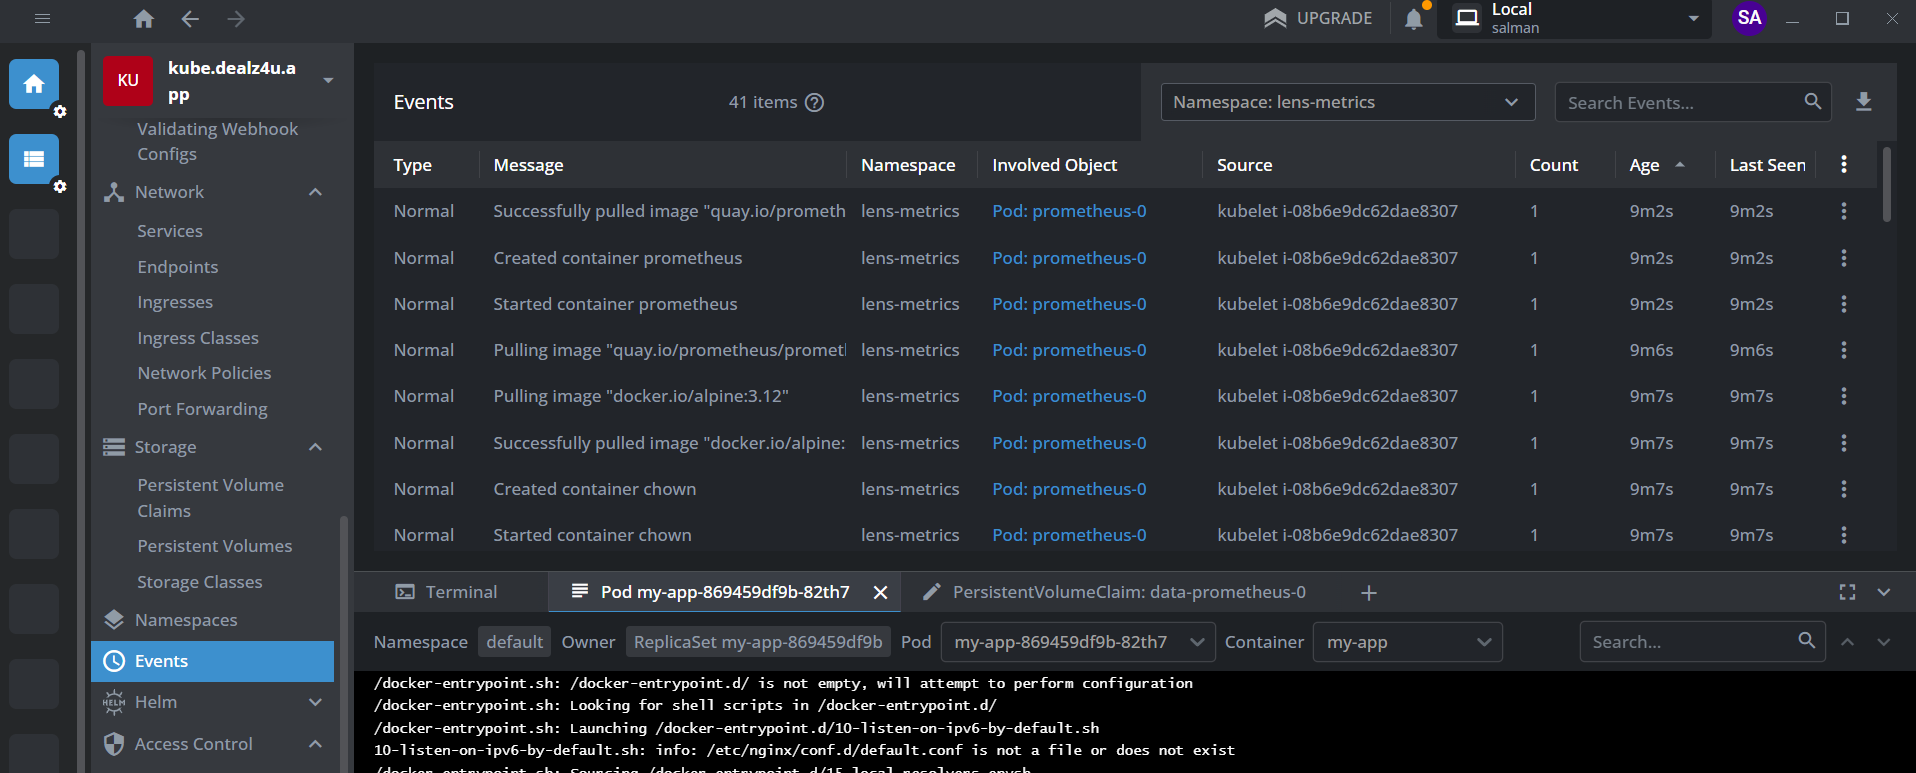 UPGRADE
Local
salman
SA
KU
kube.dealz4u.a
pp
Validating Webhook
Configs
Network
Services
Endpoints
Ingresses
Ingress Classes
Network Policies
Port Forwarding
Storage
Persistent Volume
Claims
Persistent Volumes
Storage Classes
Namespaces
Events
HELM
Helm
Access Control
Events
41 items
Namespace: lens-metrics
Search Events...
Type Message Namespace Involved Object Source Count Age Last Seen
Normal Successfully pulled image "quay.io/prometh lens-metrics Pod: prometheus-0 kubelet i-08b6e9dc62dae8307 1 9m2s 9m2s
Normal Created container prometheus lens-metrics Pod: prometheus-0 kubelet i-08b6e9dc62dae8307 1 9m2s 9m2s
Normal Started container prometheus lens-metrics Pod: prometheus-0 kubelet i-08b6e9dc62dae8307 1 9m2s 9m2s
Normal Pulling image "quay.io/prometheus/promet lens-metrics Pod: prometheus-0 kubelet i-08b6e9dc62dae8307 1 9m6s 9m6s
Normal Pulling image "docker.io/alpine:3.12" lens-metrics Pod: prometheus-0 kubelet i-08b6e9dc62dae8307 1 9m7s 9m7s
Normal Successfully pulled image "docker.io/alpine: lens-metrics Pod: prometheus-0 kubelet i-08b6e9dc62dae8307 1 9m7s 9m7s
Normal Created container chown lens-metrics Pod: prometheus-0 kubelet i-08b6e9dc62dae8307 1 9m7s 9m7s
Normal Started container chown lens-metrics Pod: prometheus-0 kubelet i-08b6e9dc62dae8307 1 9m7s 9m7s
Terminal Pod my-app-869459df9b-82th7 PersistentVolumeClaim: data-prometheus-0
Namespace default Owner ReplicaSet my-app-869459df9b Pod my-app-869459df9b-82th7 Container my-app Search...
/docker-entrypoint.sh: /docker-entrypoint.d/ is not empty, will attempt to perform configuration
/docker-entrypoint.sh: Looking for shell scripts in /docker-entrypoint.d/
/docker-entrypoint.sh: Launching /docker-entrypoint.d/10-listen-on-ipv6-by-default.sh
10-listen-on-ipv6-by-default.sh: info: /etc/nginx/conf.d/default.conf is not a file or does not exist
/docker-entrypoint.sh: Sourcing /docker-entrypoint.d/15-local-resolvers.envsh